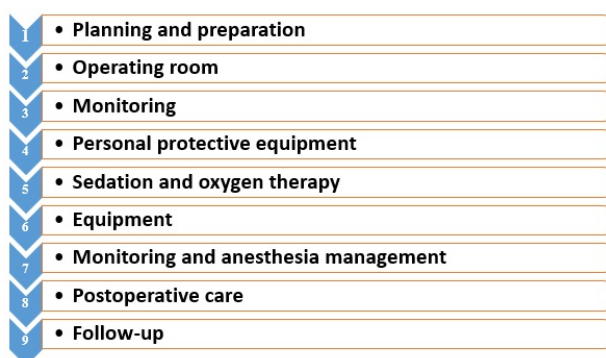 1 • Planning and preparation
2 • Operating room
3 • Monitoring
4 • Personal protective equipment
5 • Sedation and oxygen therapy
6 • Equipment
7 • Monitoring and anesthesia management
8 • Postoperative care
9 • Follow-up